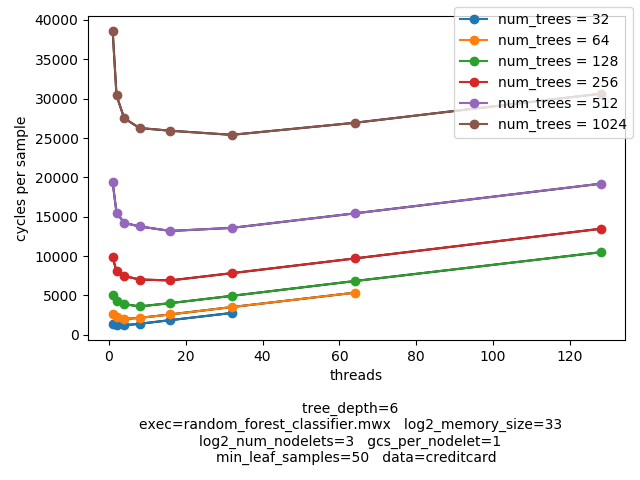 num_trees = 32
num_trees = 64
num_trees = 128
num_trees = 256
num_trees = 512
num_trees = 1024
40000
35000
30000
25000
20000
15000
10000
5000
0
cycles per sample
0 20 40 60 80 100 120
threads
tree_depth=6
exec=random_forest_classifier.mwx log2_memory_size=33
log2_num_nodelets=3 gcs_per_nodelet=1
min_leaf_samples=50 data=creditcard